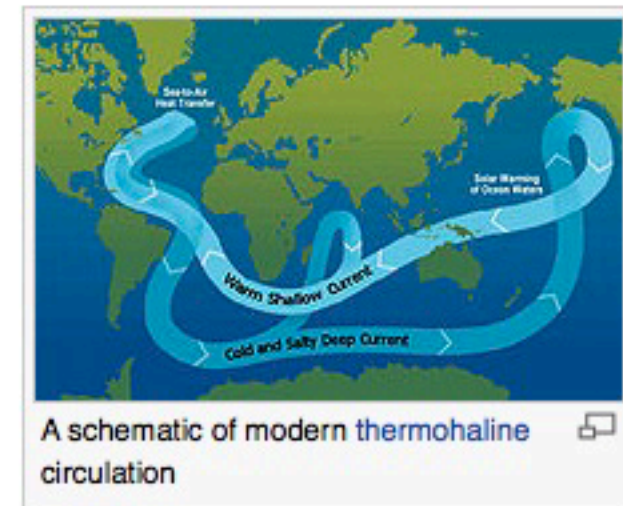 Sea-to-Air
Heat Transfer
Solar Warming
of Ocean Waters
Warm Shallow Current
Cold and Salty Deep Current
A schematic of modern thermohaline
circulation